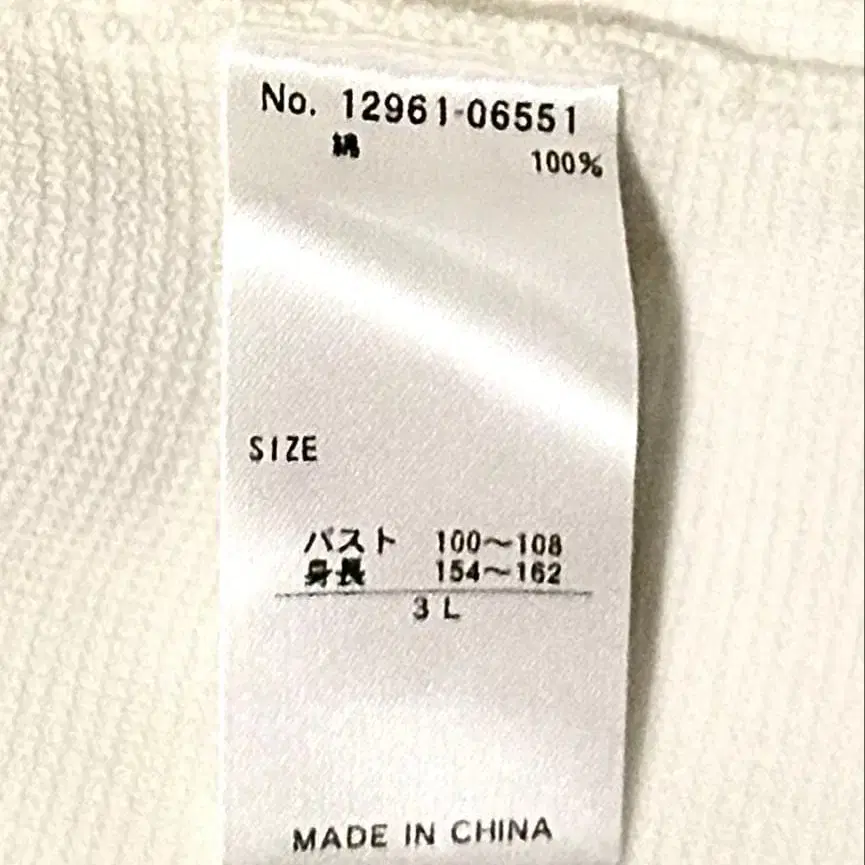 No. 12961-06551
綿 100%
SIZE
バスト 100～108
身長 154～162
3 L
MADE IN CHINA